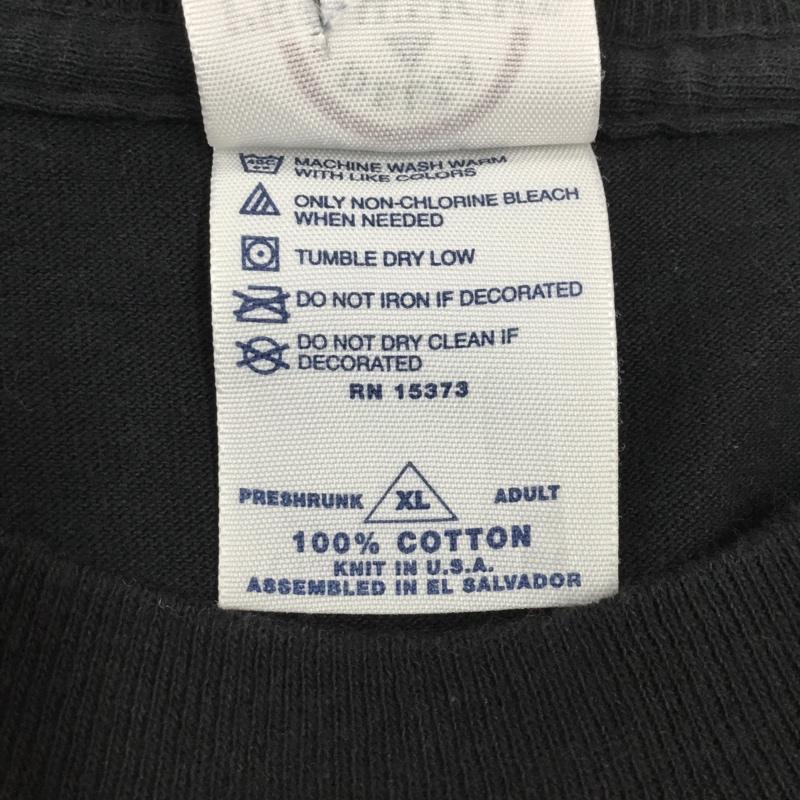 MACHINE WASH WARM
WITH LIKE COLORS
ONLY NON-CHLORINE BLEACH
WHEN NEEDED
TUMBLE DRY LOW
DO NOT IRON IF DECORATED
DO NOT DRY CLEAN IF
DECORATED
RN 15373
PRESHRUNK XL ADULT
100% COTTON
KNIT IN U.S.A.
ASSEMBLED IN EL SALVADOR